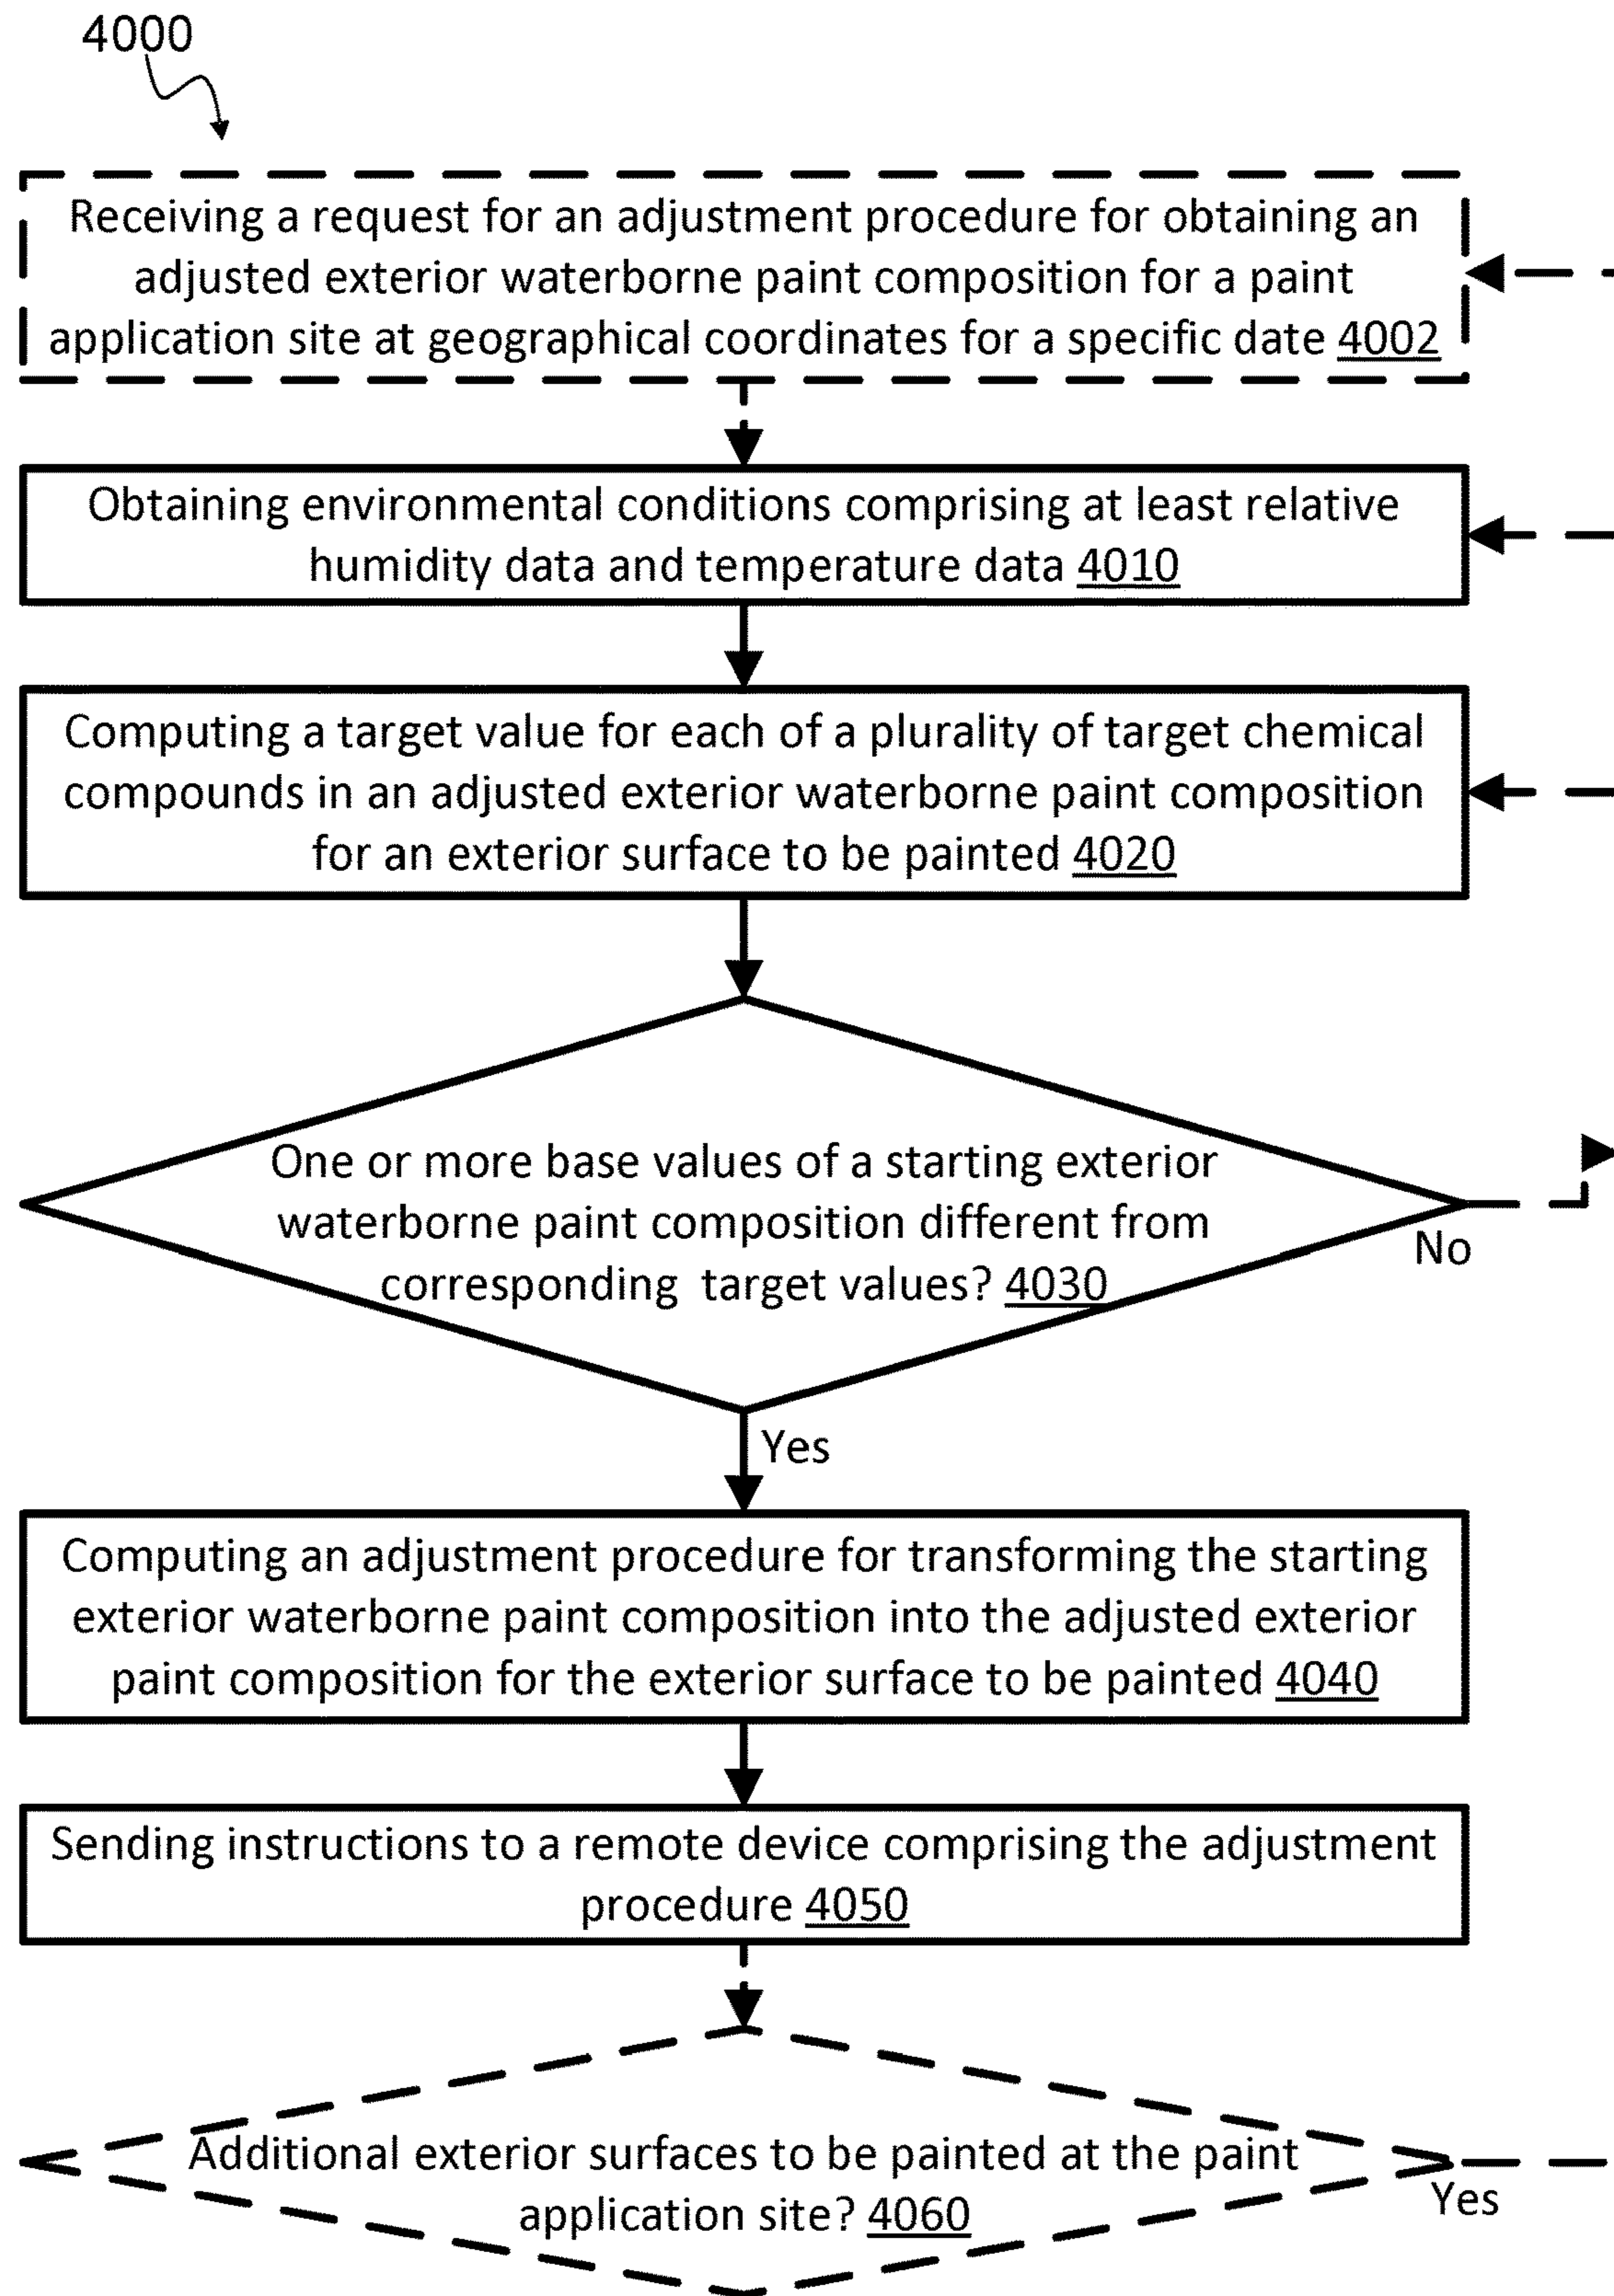 4000
Receiving a request for an adjustment procedure for obtaining an
adjusted exterior waterborne paint composition for a paint
application site at geographical coordinates for a specific date 4002
Obtaining environmental conditions comprising at least relative
humidity data and temperature data 4010
Computing a target value for each of a plurality of target chemical
compounds in an adjusted exterior waterborne paint composition
for an exterior surface to be painted 4020
One or more base values of a starting exterior
waterborne paint composition different from
corresponding target values? 4030
No
Yes
Computing an adjustment procedure for transforming the starting
exterior waterborne paint composition into the adjusted exterior
paint composition for the exterior surface to be painted 4040
Sending instructions to a remote device comprising the adjustment
procedure 4050
Additional exterior surfaces to be painted at the paint
application site? 4060
Yes